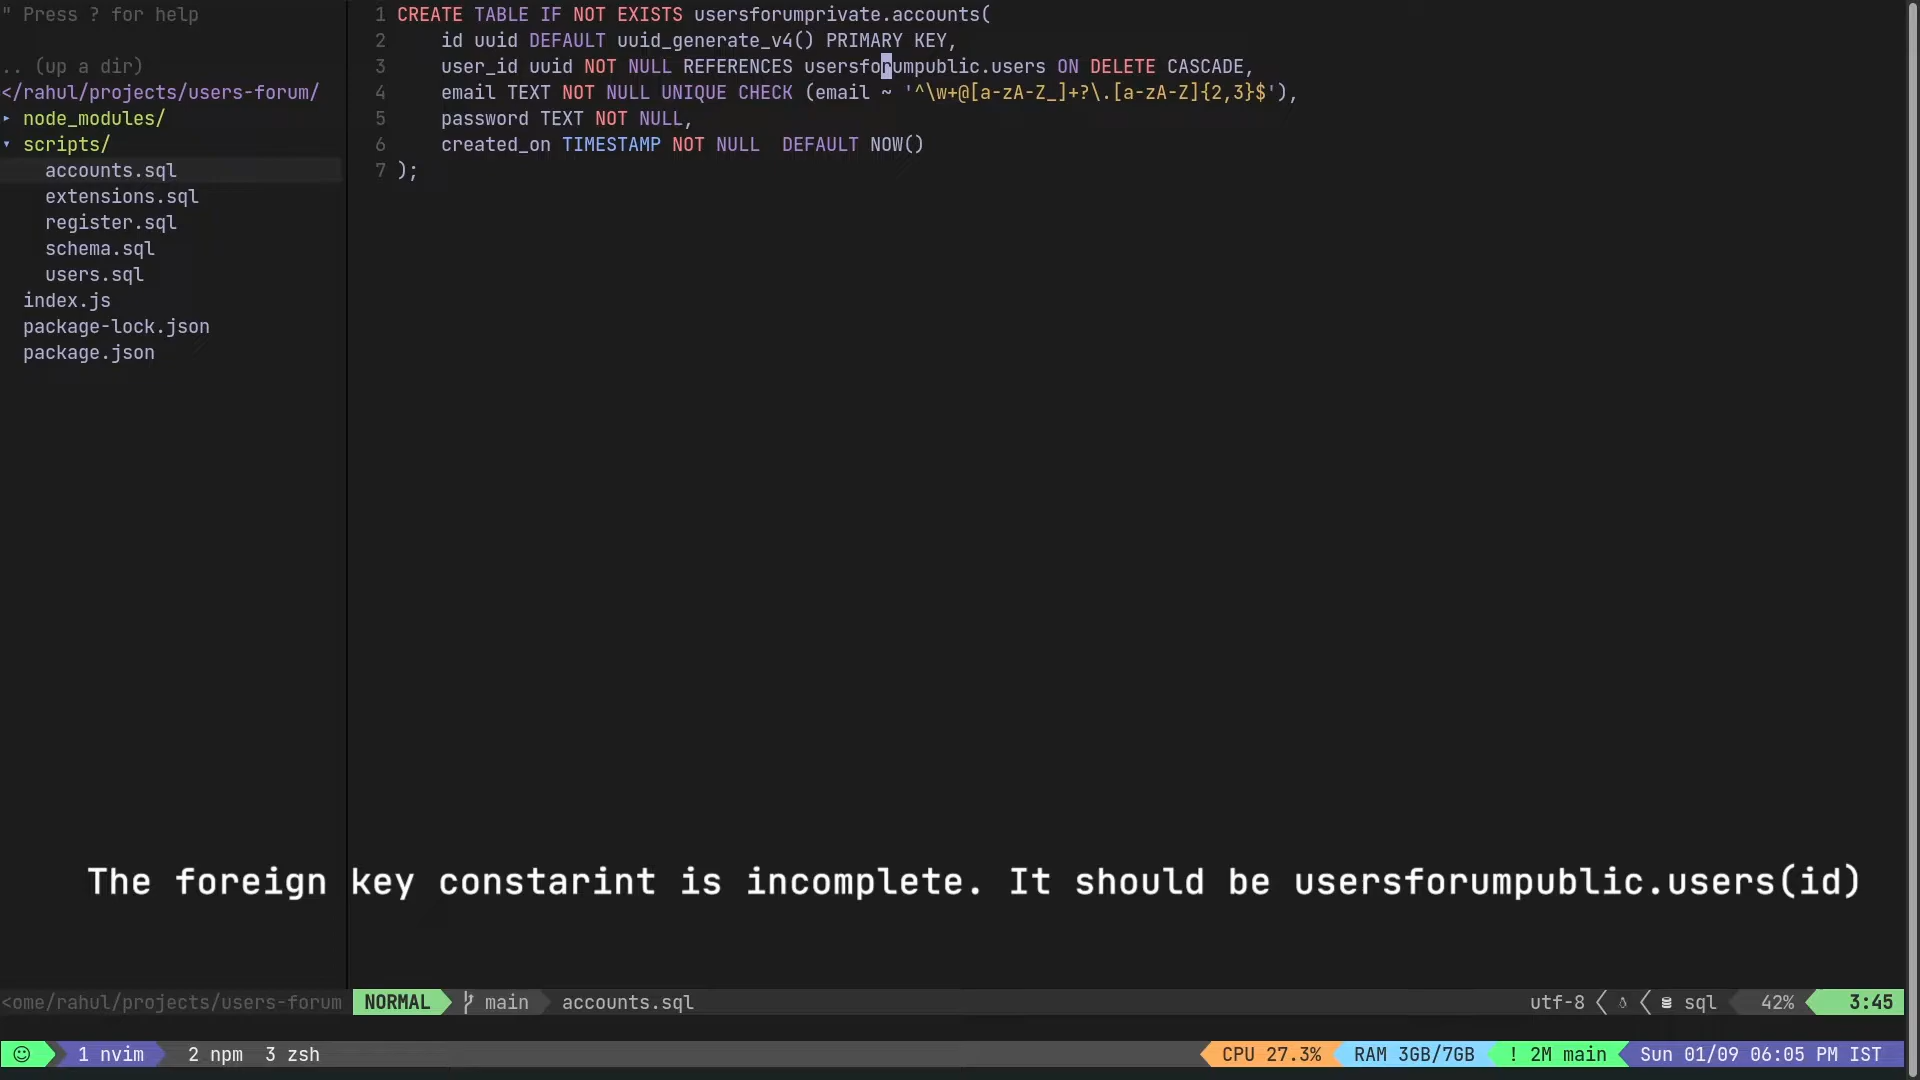 " Press ? for help
.. (up a dir)
</rahul/projects/users-forum/
▸ node_modules/
▾ scripts/
accounts.sql
extensions.sql
register.sql
schema.sql
users.sql
index.js
package-lock.json
package.json
1 CREATE TABLE IF NOT EXISTS usersforumprivate.accounts(
2 id uuid DEFAULT uuid_generate_v4() PRIMARY KEY,
3 user_id uuid NOT NULL REFERENCES usersforumpublic.users ON DELETE CASCADE,
4 email TEXT NOT NULL UNIQUE CHECK (email ~ '^\w+@[a-zA-Z_]+?\.[a-zA-Z]{2,3}$'),
5 password TEXT NOT NULL,
6 created_on TIMESTAMP NOT NULL  DEFAULT NOW()
7 );
The foreign key constarint is incomplete. It should be usersforumpublic.users(id)
<ome/rahul/projects/users-forum NORMAL main accounts.sql utf-8 sql 42% 3:45
1 nvim 2 npm 3 zsh CPU 27.3% RAM 3GB/7GB ! 2M main Sun 01/09 06:05 PM IST